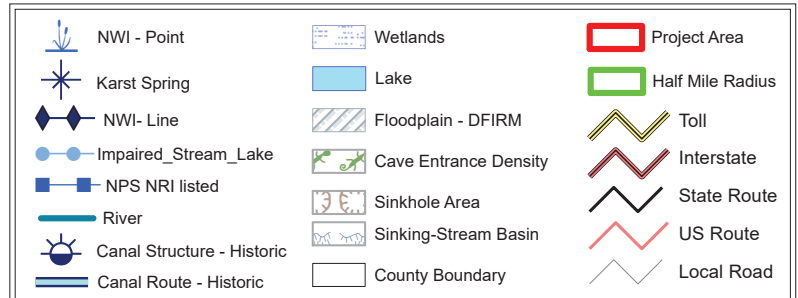 NWI - Point
Karst Spring
NWI- Line
Impaired_Stream_Lake
NPS NRI listed
River
Canal Structure - Historic
Canal Route - Historic
Wetlands
Lake
Floodplain - DFIRM
Cave Entrance Density
Sinkhole Area
Sinking-Stream Basin
County Boundary
Project Area
Half Mile Radius
Toll
Interstate
State Route
US Route
Local Road